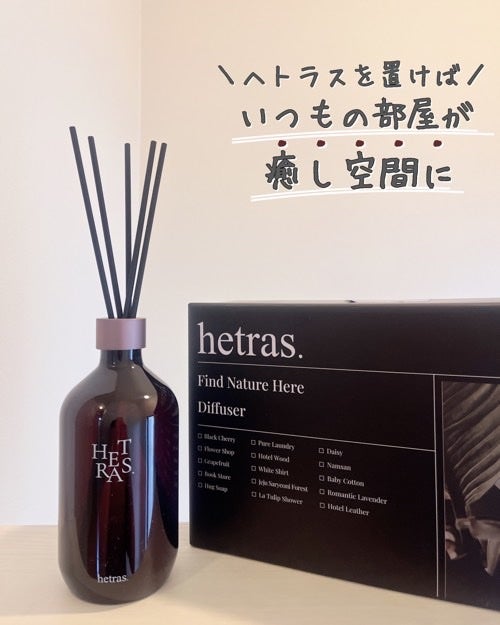 \ヘトラスを置けば/
いつもの部屋が
癒し空間に
hetras.
Find Nature Here
Diffuser
□ Black Cherry
□ Flower Shop
□ Grapefruit
□ Book Store
□ Hug Soap
□ Pure Laundry
□ Hotel Wood
□ White Shirt
□ Jeju Saryeoni Forest
□ La Tulip Shower
□ Daisy
□ Namsan
□ Baby Cotton
□ Romantic Lavender
□ Hotel Leather
HET
RAS.
hetras.